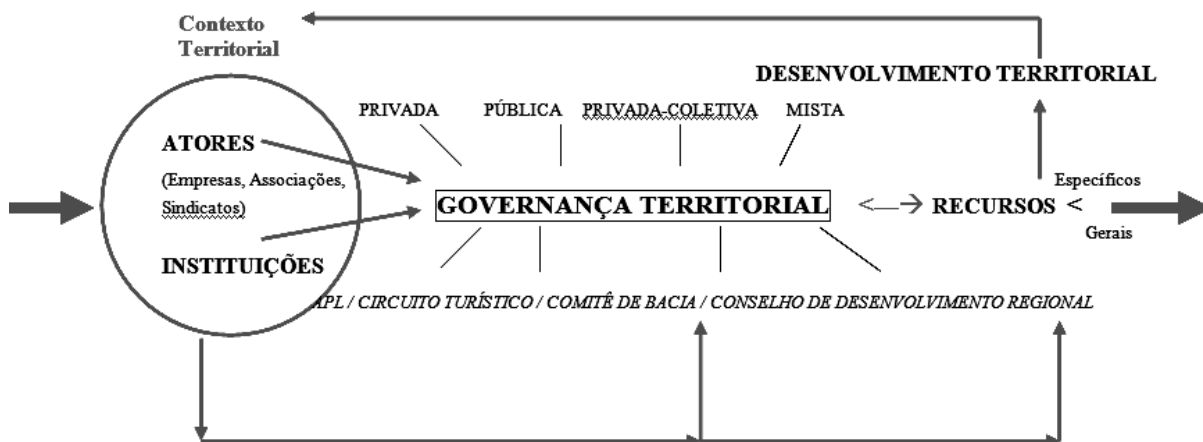 Contexto
Territorial
DESENVOLVIMENTO TERRITORIAL
PRIVADA PÚBLICA PRIVADA-COLETIVA MISTA
ATORES
(Empresas, Associações,
Sindicatos)
Específicos
GOVERNANÇA TERRITORIAL
RECURSOS <
Gerais
INSTITUIÇÕES
APL / CIRCUITO TURÍSTICO / COMITÊ DE BACIA / CONSELHO DE DESENVOLVIMENTO REGIONAL